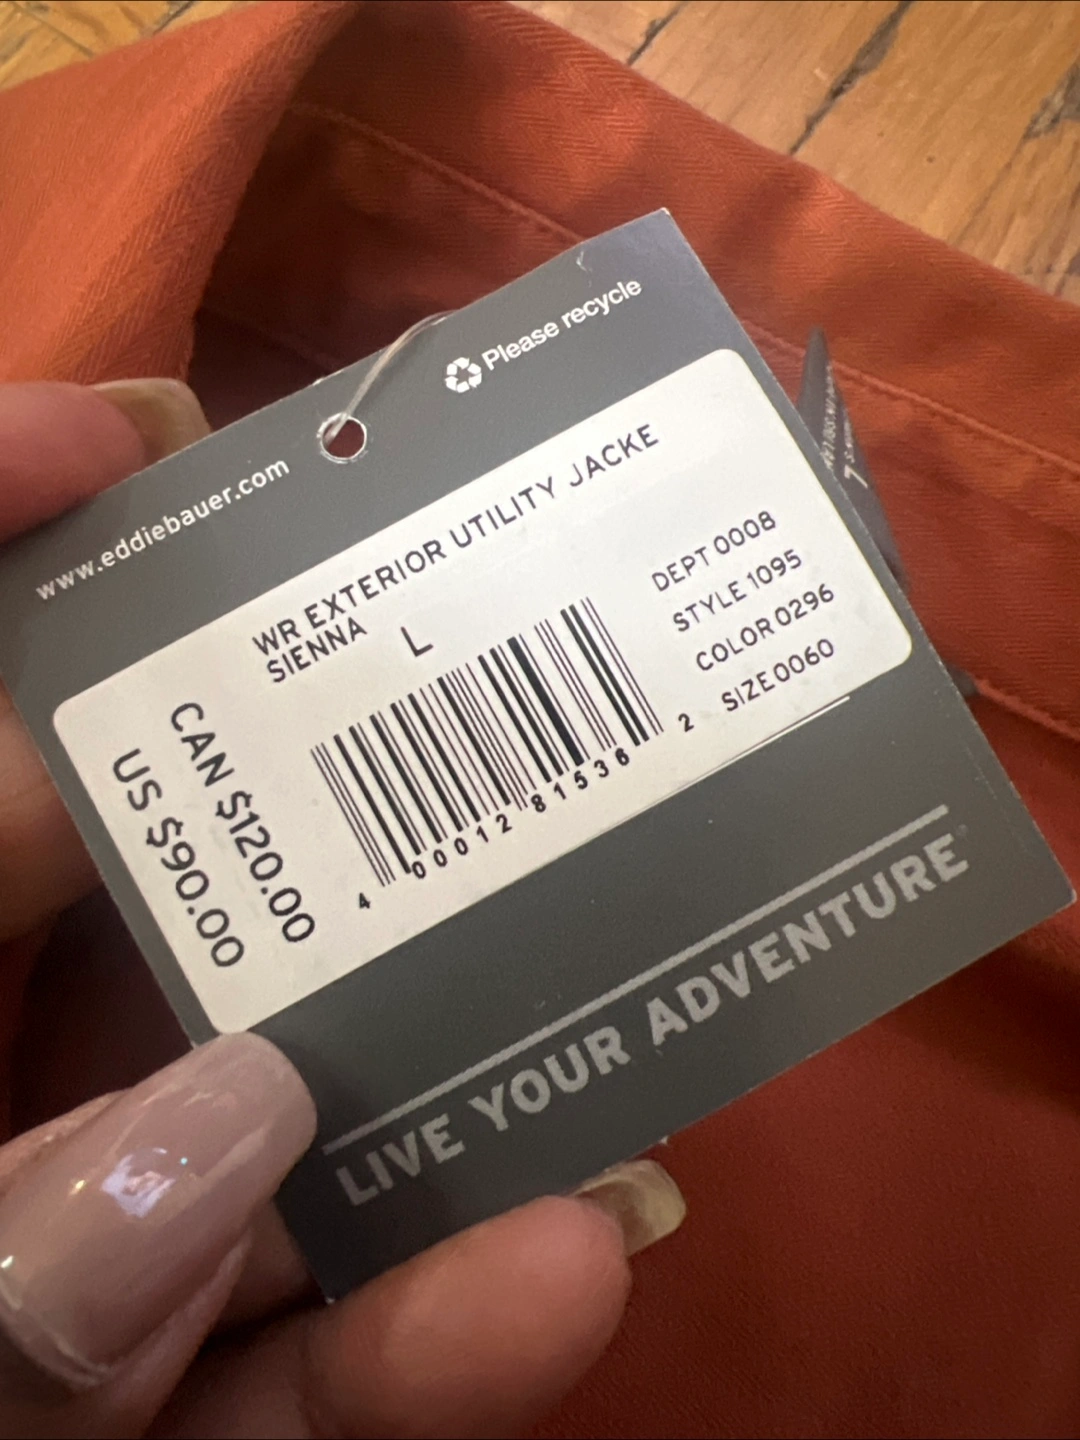 Please recycle
www.eddiebauer.com
WR EXTERIOR UTILITY JACKE
SIENNA L
DEPT 0008
STYLE 1095
COLOR 0296
SIZE 0060
4 00012 81536 2
CAN $120.00
US $90.00
LIVE YOUR ADVENTURE